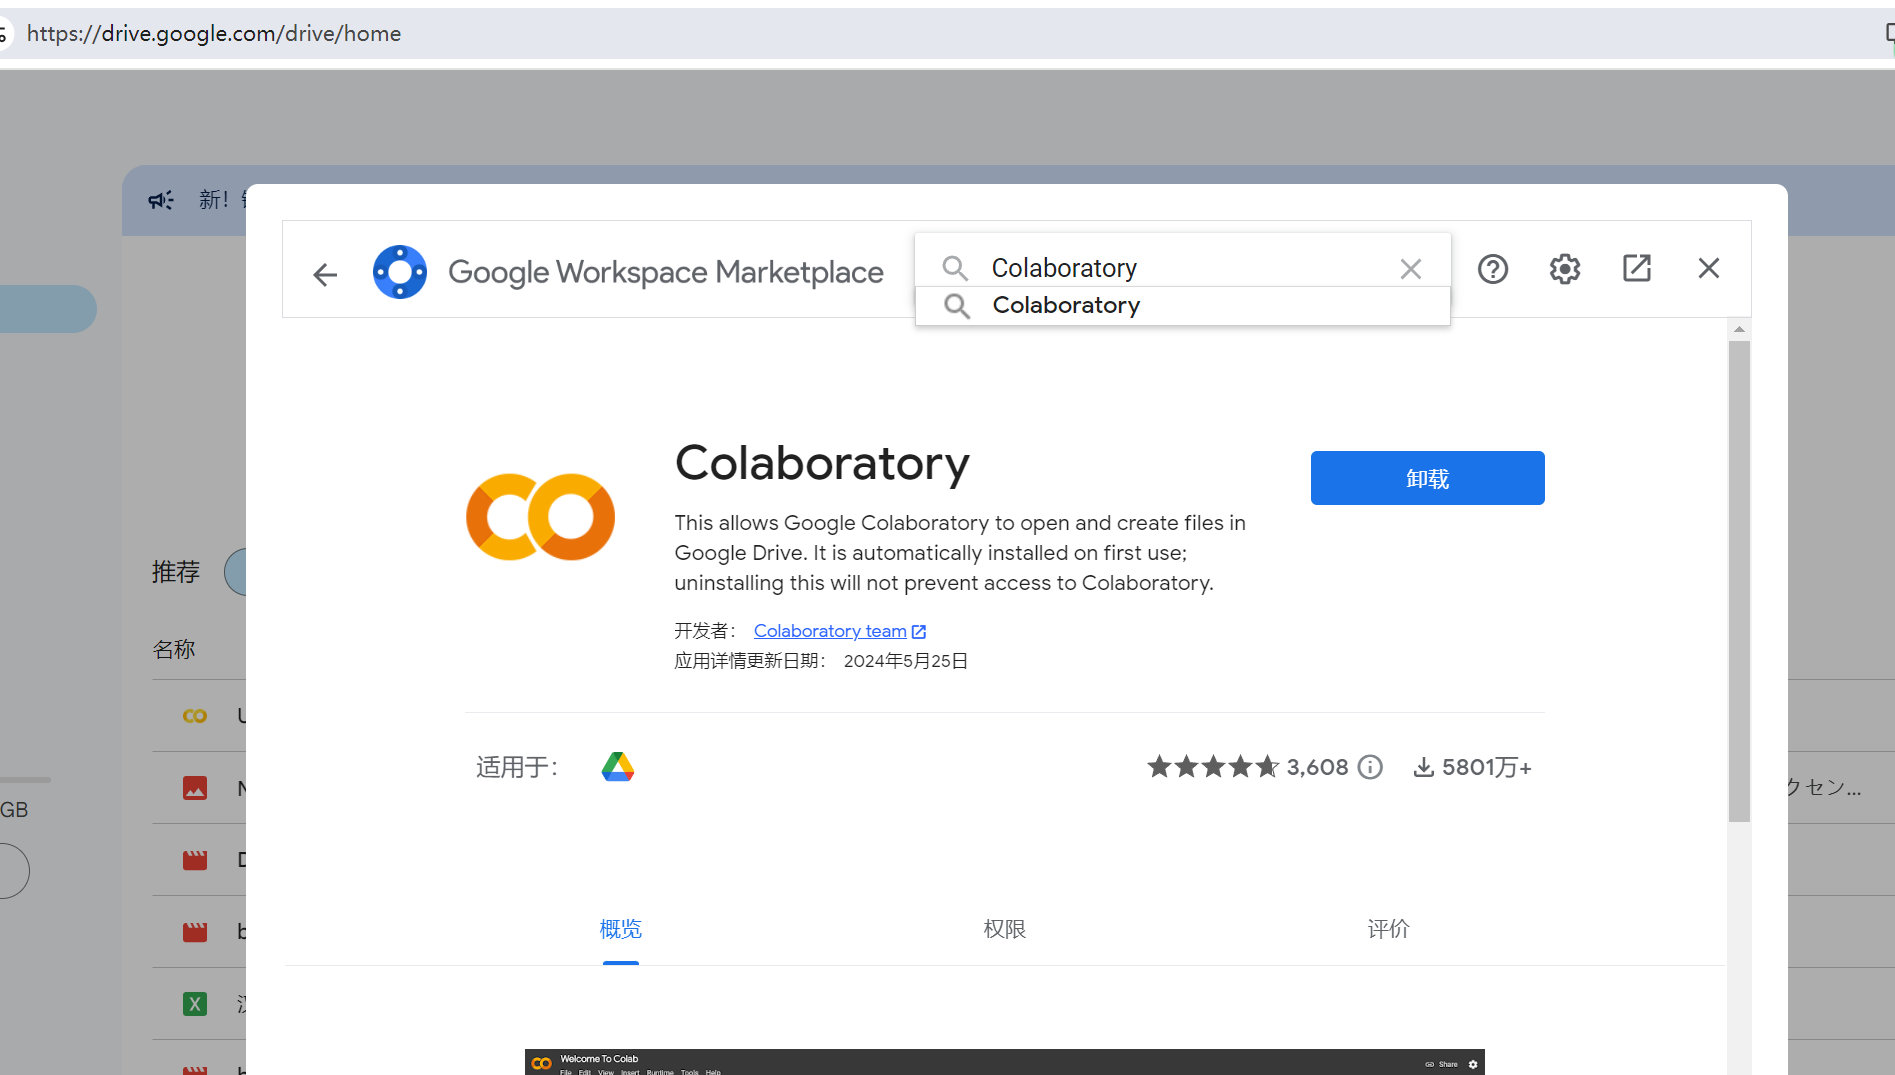 https://drive.google.com/drive/home
新！
Google Workspace Marketplace
Colaboratory
Colaboratory
Colaboratory
卸载
This allows Google Colaboratory to open and create files in
Google Drive. It is automatically installed on first use;
uninstalling this will not prevent access to Colaboratory.
开发者： Colaboratory team
应用详情更新日期： 2024年5月25日
推荐
名称
适用于：
3,608
5801万+
GB
クセン...
概览
权限
评价
Welcome To Colab
Share
File Edit View Insert Runtime Tools Help